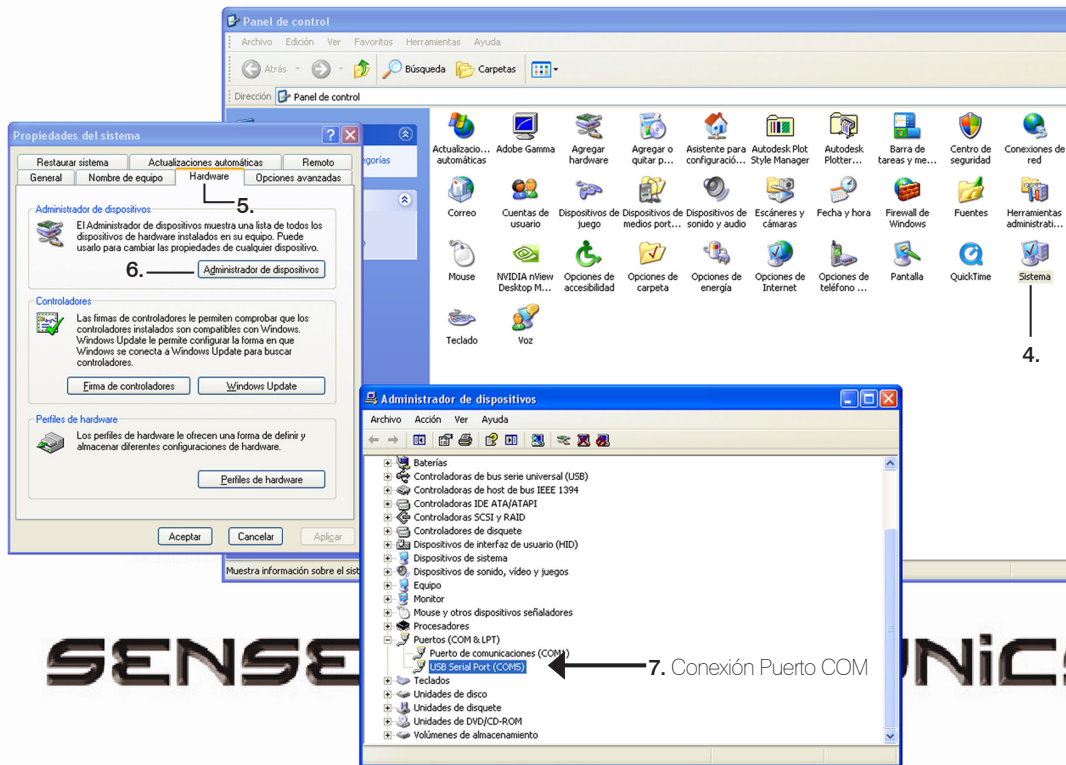 Panel de control
Archivo Edición Ver Favoritos Herramientas Ayuda
Atrás Búsqueda Carpetas
Dirección Panel de control
egorías
Actualizacio... automáticas
Adobe Gamma
Agregar hardware
Agregar o quitar p...
Asistente para configuració...
Autodesk Plot Style Manager
Autodesk Plotter...
Barra de tareas y me...
Centro de seguridad
Conexiones de red
Correo
Cuentas de usuario
Dispositivos de juego
Dispositivos de medios port...
Dispositivos de sonido y audio
Escáneres y cámaras
Fecha y hora
Firewall de Windows
Fuentes
Herramientas administrati...
Mouse
NVIDIA nView Desktop M...
Opciones de accesibilidad
Opciones de carpeta
Opciones de energía
Opciones de Internet
Opciones de teléfono ...
Pantalla
QuickTime
Sistema
Teclado
Voz
4.
Muestra información sobre el sist
Propiedades del sistema
Restaurar sistema Actualizaciones automáticas Remoto
General Nombre de equipo Hardware Opciones avanzadas
5.
Administrador de dispositivos
El Administrador de dispositivos muestra una lista de todos los
dispositivos de hardware instalados en su equipo. Puede
usarlo para cambiar las propiedades de cualquier dispositivo.
6. Administrador de dispositivos
Controladores
Las firmas de controladores le permiten comprobar que los
controladores instalados son compatibles con Windows.
Windows Update le permite configurar la forma en que
Windows se conecta a Windows Update para buscar
controladores.
Firma de controladores Windows Update
Perfiles de hardware
Los perfiles de hardware le ofrecen una forma de definir y
almacenar diferentes configuraciones de hardware.
Perfiles de hardware
Aceptar Cancelar Aplicar
Administrador de dispositivos
Archivo Acción Ver Ayuda
Baterías
Controladoras de bus serie universal (USB)
Controladoras de host de bus IEEE 1394
Controladoras IDE ATA/ATAPI
Controladoras SCSI y RAID
Controladores de disquete
Dispositivos de interfaz de usuario (HID)
Dispositivos de sistema
Dispositivos de sonido, vídeo y juegos
Equipo
Monitor
Mouse y otros dispositivos señaladores
Procesadores
Puertos (COM & LPT)
Puerto de comunicaciones (COM1)
USB Serial Port (COM5)
7. Conexión Puerto COM
Teclados
Unidades de disco
Unidades de disquete
Unidades de DVD/CD-ROM
Volúmenes de almacenamiento
SENSE
UNiCS